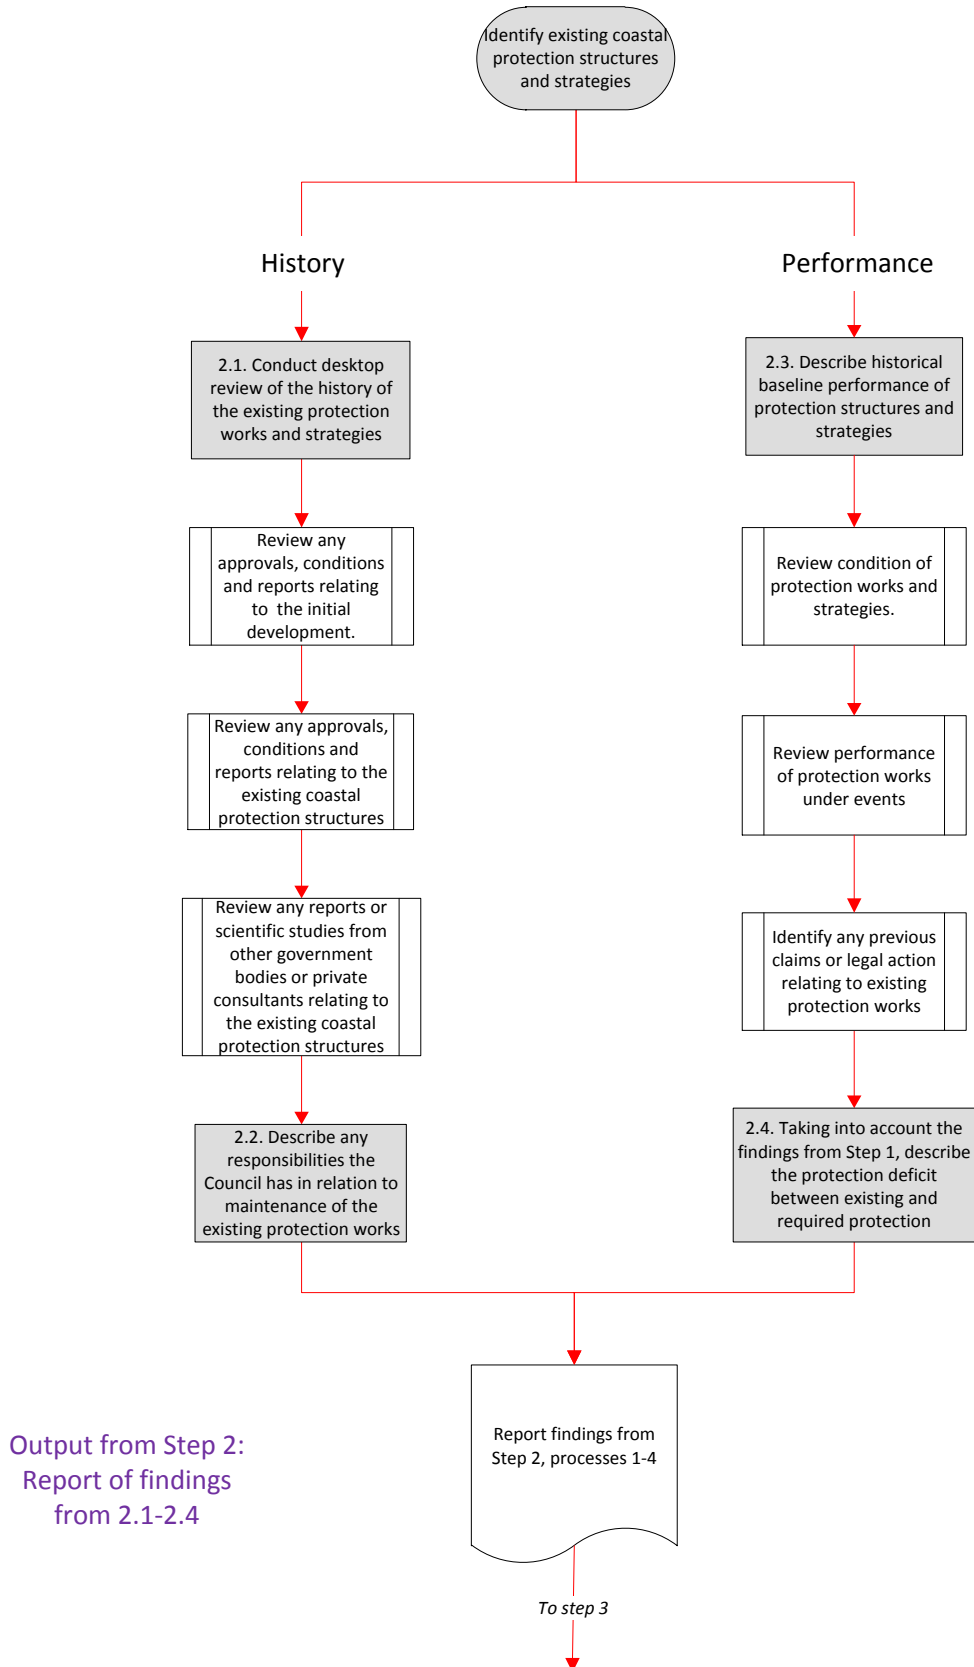 Identify existing coastal
protection structures
and strategies
History
2.1. Conduct desktop
review of the history of
the existing protection
works and strategies
Review any
approvals, conditions
and reports relating
to the initial
development.
Review any approvals,
conditions and
reports relating to the
existing coastal
protection structures
Review any reports or
scientific studies from
other government
bodies or private
consultants relating to
the existing coastal
protection structures
2.2. Describe any
responsibilities the
Council has in relation to
maintenance of the
existing protection works
Performance
2.3. Describe historical
baseline performance of
protection structures and
strategies
Review condition of
protection works and
strategies.
Review performance
of protection works
under events
Identify any previous
claims or legal action
relating to existing
protection works
2.4. Taking into account the
findings from Step 1, describe
the protection deficit
between existing and
required protection
Report findings from
Step 2, processes 1-4
Output from Step 2:
Report of findings
from 2.1-2.4
To step 3